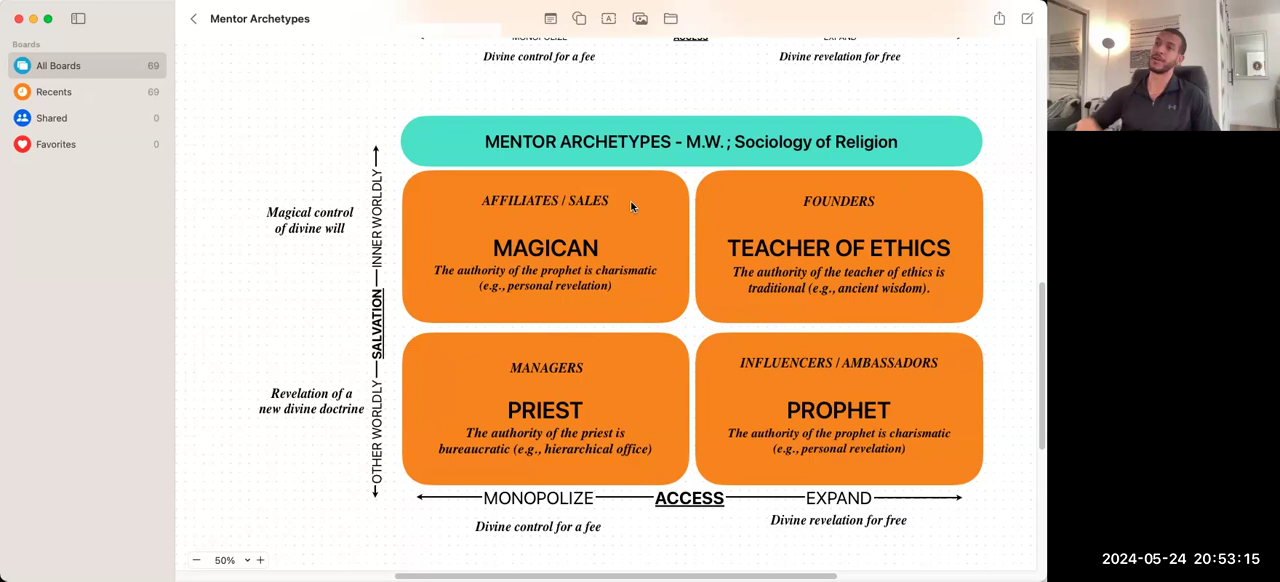 Mentor Archetypes
Boards
All Boards 69
Recents 69
Shared 0
Favorites 0
MONOPOLIZE
ACCESS
EXPAND
Divine control for a fee
Divine revelation for free
MENTOR ARCHETYPES - M.W. ; Sociology of Religion
Magical control
of divine will
Revelation of a
new divine doctrine
OTHER WORLDLY
SALVATION
INNER WORLDLY
AFFILIATES / SALES
MAGICAN
The authority of the prophet is charismatic
(e.g., personal revelation)
FOUNDERS
TEACHER OF ETHICS
The authority of the teacher of ethics is
traditional (e.g., ancient wisdom).
MANAGERS
PRIEST
The authority of the priest is
bureaucratic (e.g., hierarchical office)
INFLUENCERS / AMBASSADORS
PROPHET
The authority of the prophet is charismatic
(e.g., personal revelation)
MONOPOLIZE
ACCESS
EXPAND
Divine control for a fee
Divine revelation for free
50%
2024-05-24 20:53:15